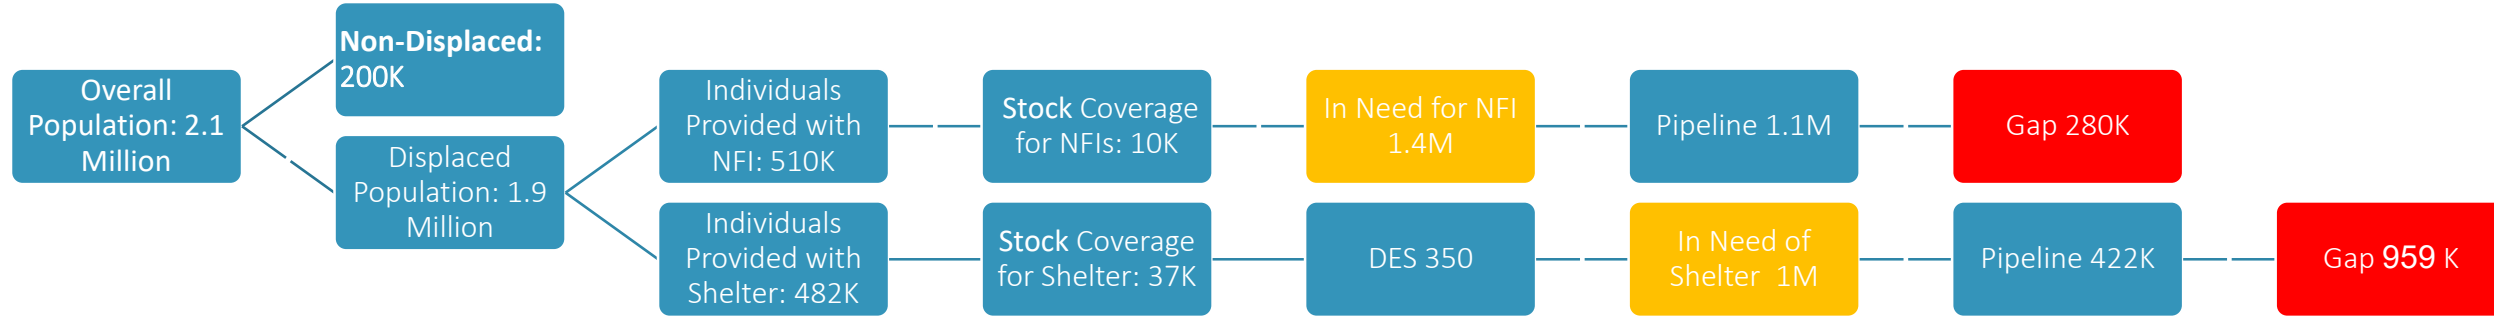 Overall
Population: 2.1
Million
Non-Displaced:
200K
Displaced
Population: 1.9
Million
Individuals
Provided with
NFI: 510K
Stock Coverage
for NFIs: 10K
In Need for NFI
1.4M
Pipeline 1.1M
Gap 280K
Individuals
Provided with
Shelter: 482K
Stock Coverage
for Shelter: 37K
DES 350
In Need of
Shelter 1M
Pipeline 422K
Gap 959 K